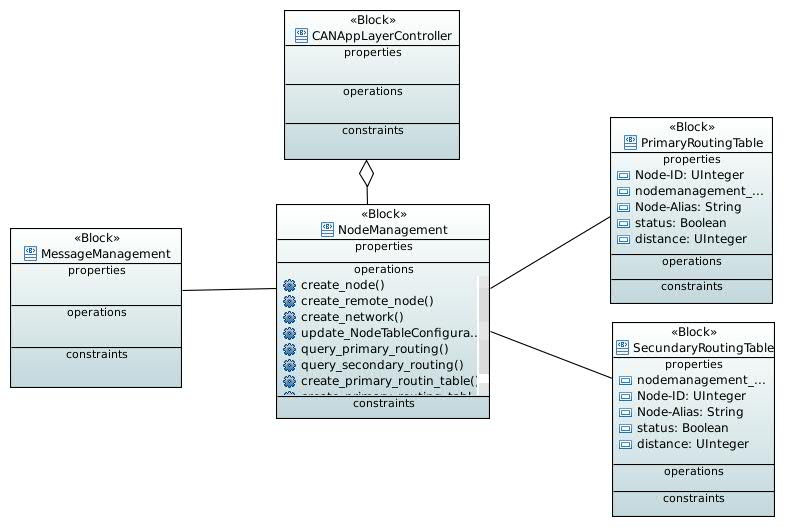 «Block»
CANAppLayerController
properties
operations
constraints
«Block»
PrimaryRoutingTable
properties
Node-ID: UInteger
nodemanagement_...
Node-Alias: String
status: Boolean
distance: UInteger
operations
constraints
«Block»
NodeManagement
properties
operations
create_node()
create_remote_node()
create_network()
update_NodeTableConfigura..
query_primary_routing()
query_secondary_routing()
create_primary_routin_table(
constraints
«Block»
MessageManagement
properties
operations
constraints
«Block»
SecundaryRoutingTable
properties
nodemanagement_...
Node-ID: UInteger
Node-Alias: String
status: Boolean
distance: UInteger
operations
constraints